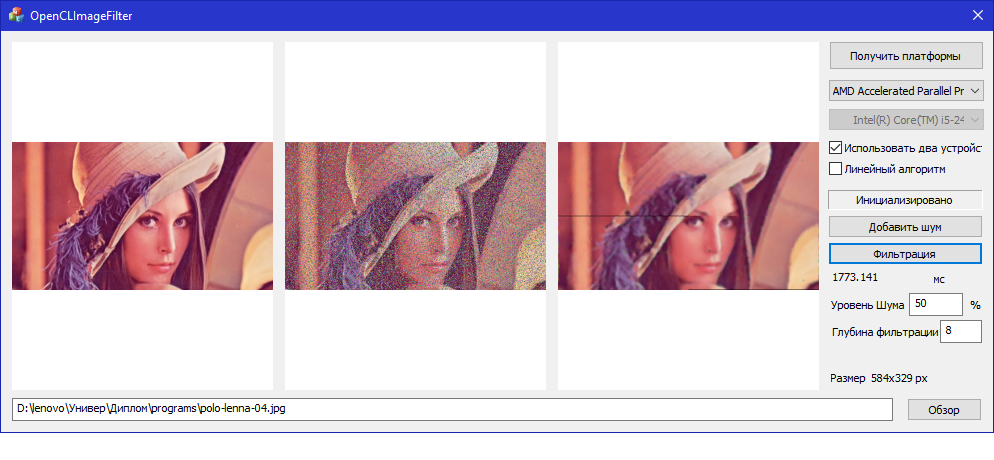 OpenCLImageFilter
Получить платформы
AMD Accelerated Parallel Pr
Intel(R) Core(TM) i5-24
Использовать два устройст
Линейный алгоритм
Инициализировано
Добавить шум
Фильтрация
1773.141 мс
Уровень Шума 50 %
Глубина фильтрации 8
Размер 584x329 px
D:\lenovo\Универ\Диплом\programs\polo-lenna-04.jpg
Обзор